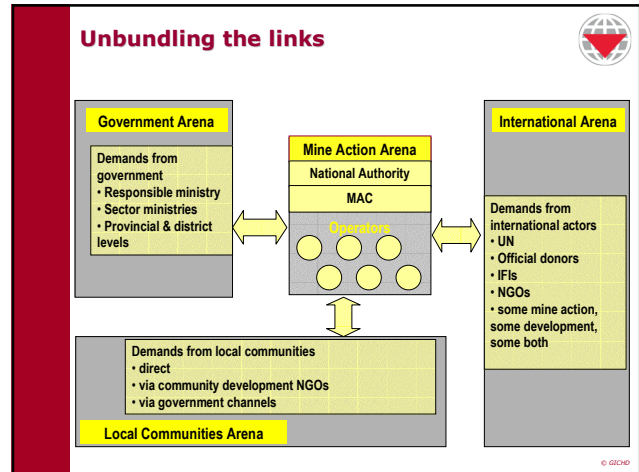 Unbundling the links
Government Arena
Demands from
government
• Responsible ministry
• Sector ministries
• Provincial & district
levels
Mine Action Arena
National Authority
MAC
Operators
International Arena
Demands from
international actors
• UN
• Official donors
• IFIs
• NGOs
• some mine action,
some development,
some both
Demands from local communities
• direct
• via community development NGOs
• via government channels
Local Communities Arena
© GICHD